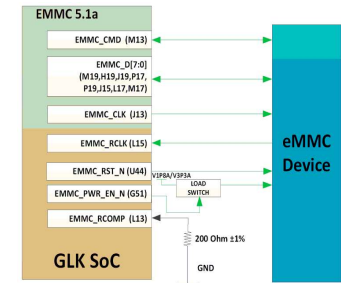 EMMC 5.1a
EMMC_CMD (M13)
EMMC_D[7:0]
(M19,H19,J19,P17,
P19,J15,L17,M17)
EMMC_CLK (J13)
EMMC_RCLK (L15)
EMMC_RST_N (U44)
V1P8A/V3P3A
LOAD
SWITCH
EMMC_PWR_EN_N (G51)
EMMC_RCOMP (L13)
200 Ohm ±1%
GND
GLK SoC
eMMC
Device